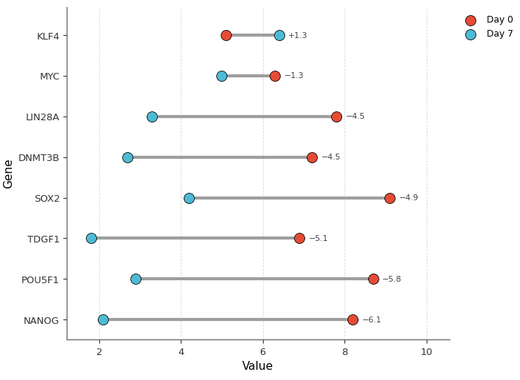 Day 0
Day 7
KLF4
+1.3
MYC
−1.3
LIN28A
−4.5
DNMT3B
−4.5
SOX2
−4.9
TDGF1
−5.1
POU5F1
−5.8
NANOG
−6.1
Gene
2 4 6 8 10
Value